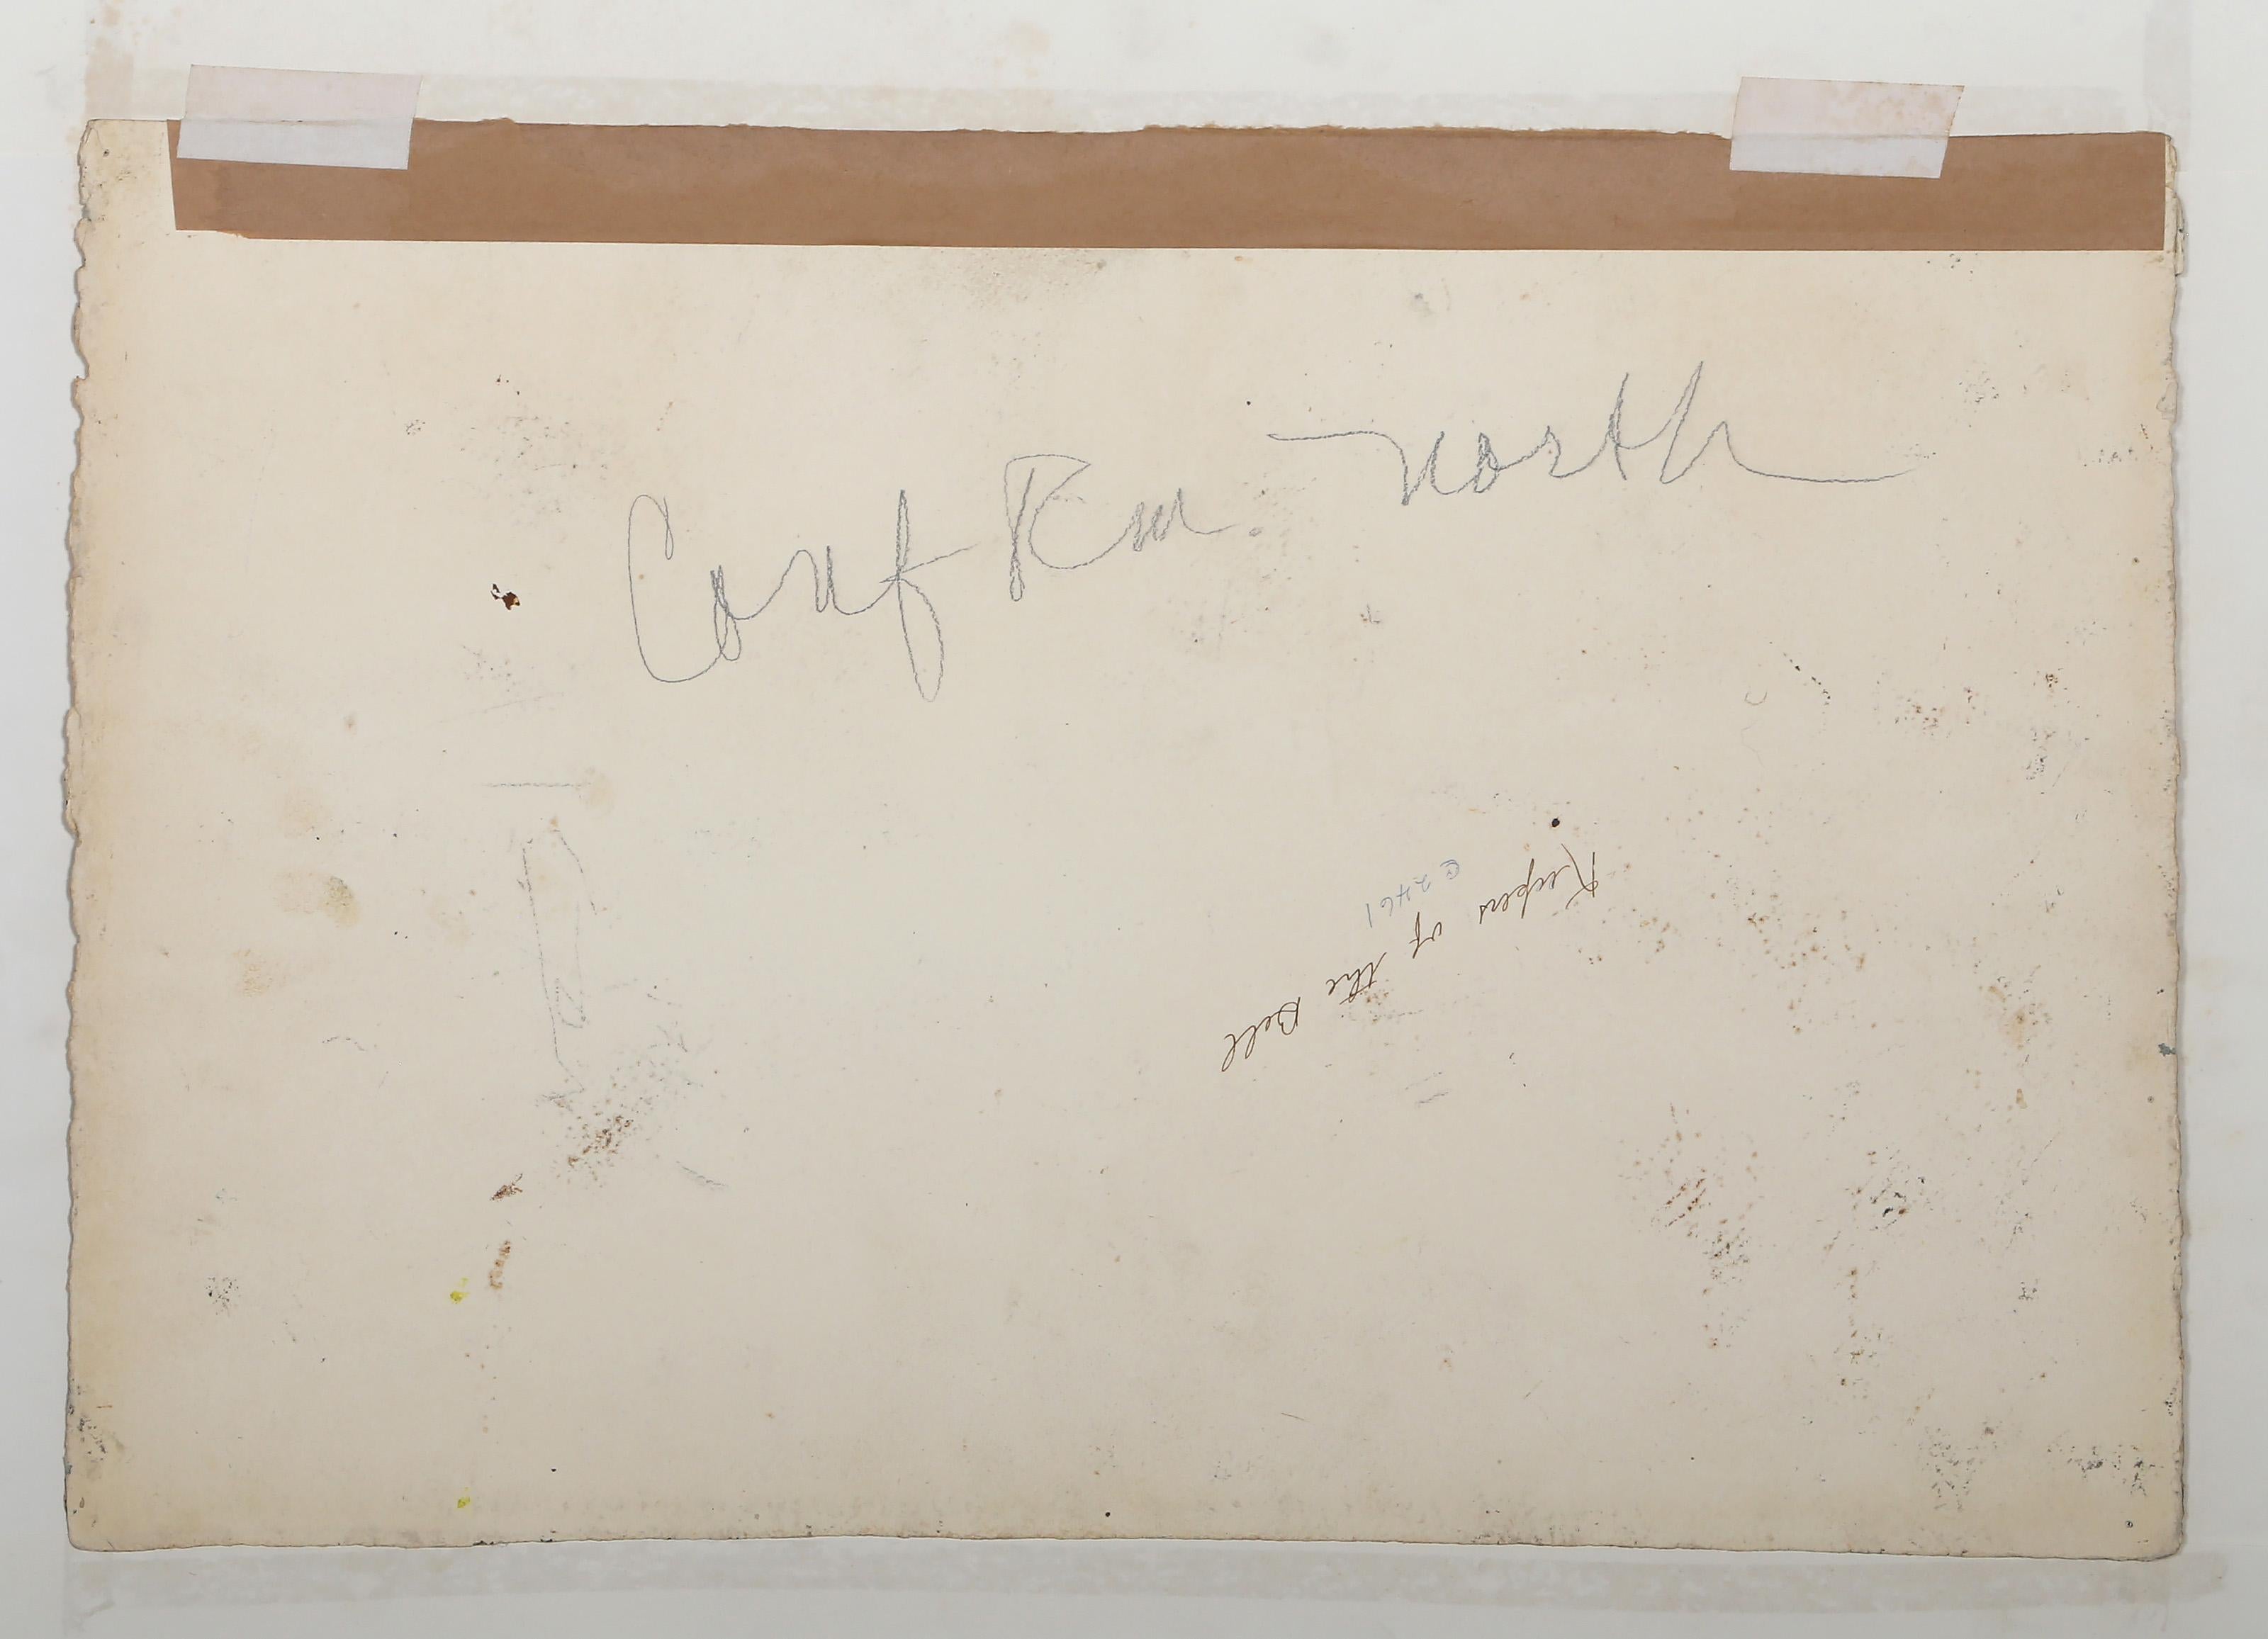 Conf Rm. North
Keepers of the Bell
C2461